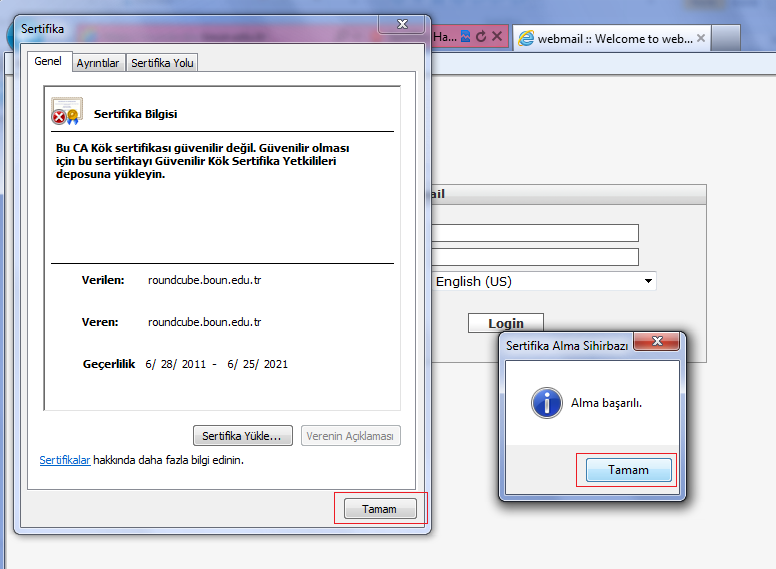 Sertifika
Ha...
webmail :: Welcome to web...
Genel
Ayrıntılar
Sertifika Yolu
Sertifika Bilgisi
Bu CA Kök sertifikası güvenilir değil. Güvenilir olması
için bu sertifikayı Güvenilir Kök Sertifika Yetkilileri
deposuna yükleyin.
Verilen: roundcube.boun.edu.tr
Veren: roundcube.boun.edu.tr
Geçerlilik 6/ 28/ 2011 - 6/ 25/ 2021
Sertifika Yükle...
Verenin Açıklaması
Sertifikalar hakkında daha fazla bilgi edinin.
Tamam
ail
English (US)
Login
Sertifika Alma Sihirbazı
Alma başarılı.
Tamam